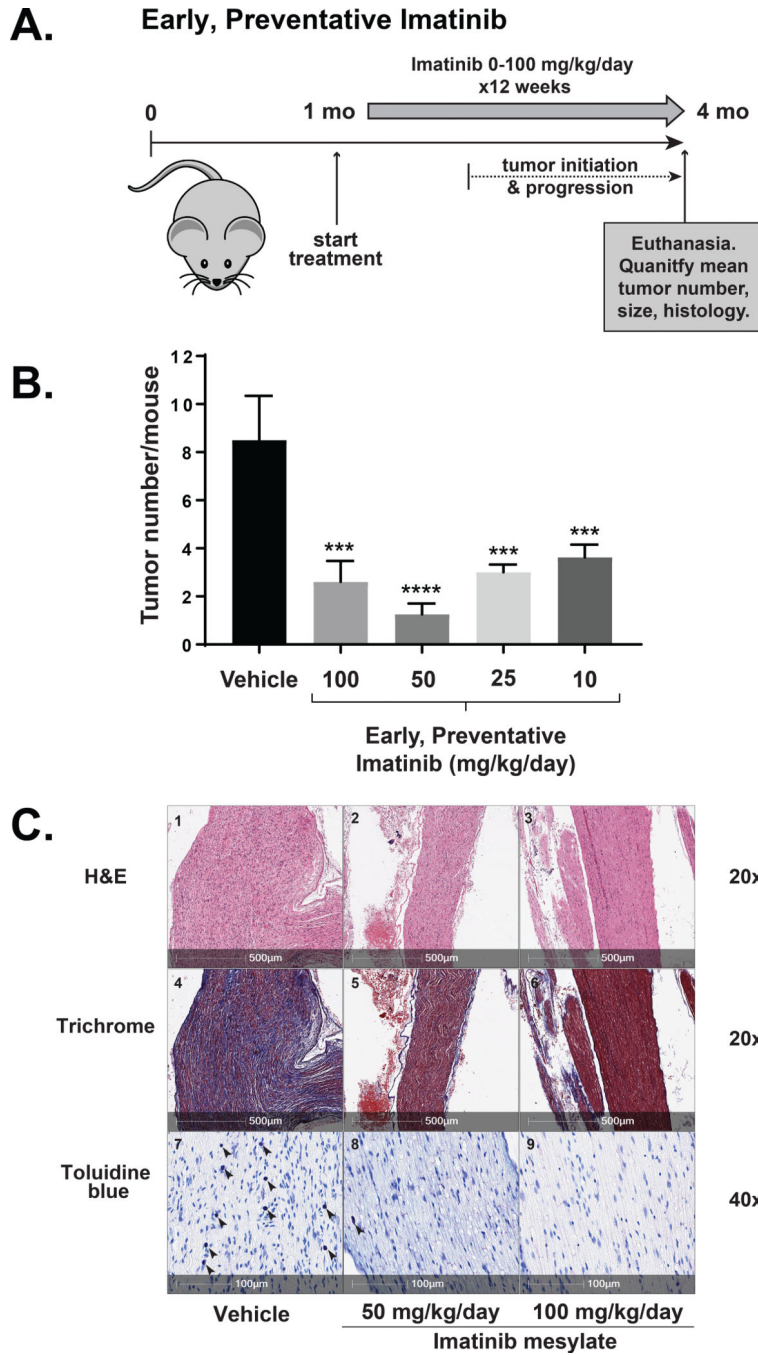 A.
Early, Preventative Imatinib
Imatinib 0-100 mg/kg/day
x12 weeks
0
1 mo
4 mo
tumor initiation
& progression
start
treatment
Euthanasia.
Quanitfy mean
tumor number,
size, histology.
B.
Tumor number/mouse
12
10
8
6
4
2
0
***
****
***
***
Vehicle
100
50
25
10
Early, Preventative
Imatinib (mg/kg/day)
C.
H&E
1
2
3
20x
500µm
500µm
500µm
Trichrome
4
5
6
20x
500µm
500µm
500µm
Toluidine
blue
7
8
9
40x
100µm
100µm
100µm
Vehicle
50 mg/kg/day
100 mg/kg/day
Imatinib mesylate